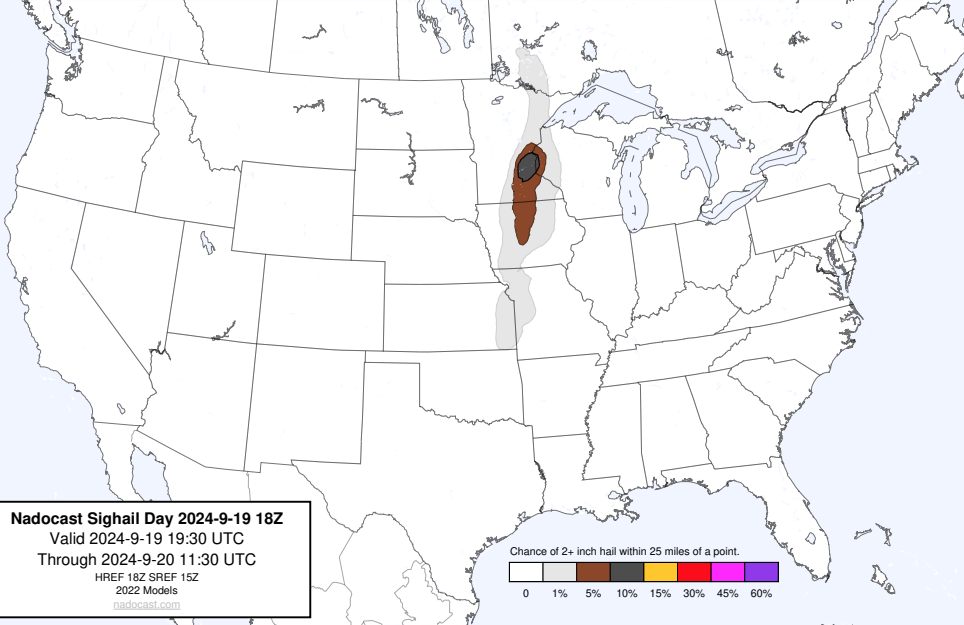 Nadocast Sighail Day 2024-9-19 18Z
Valid 2024-9-19 19:30 UTC
Through 2024-9-20 11:30 UTC
HREF 18Z SREF 15Z
2022 Models
nadocast.com
Chance of 2+ inch hail within 25 miles of a point.
0 1% 5% 10% 15% 30% 45% 60%